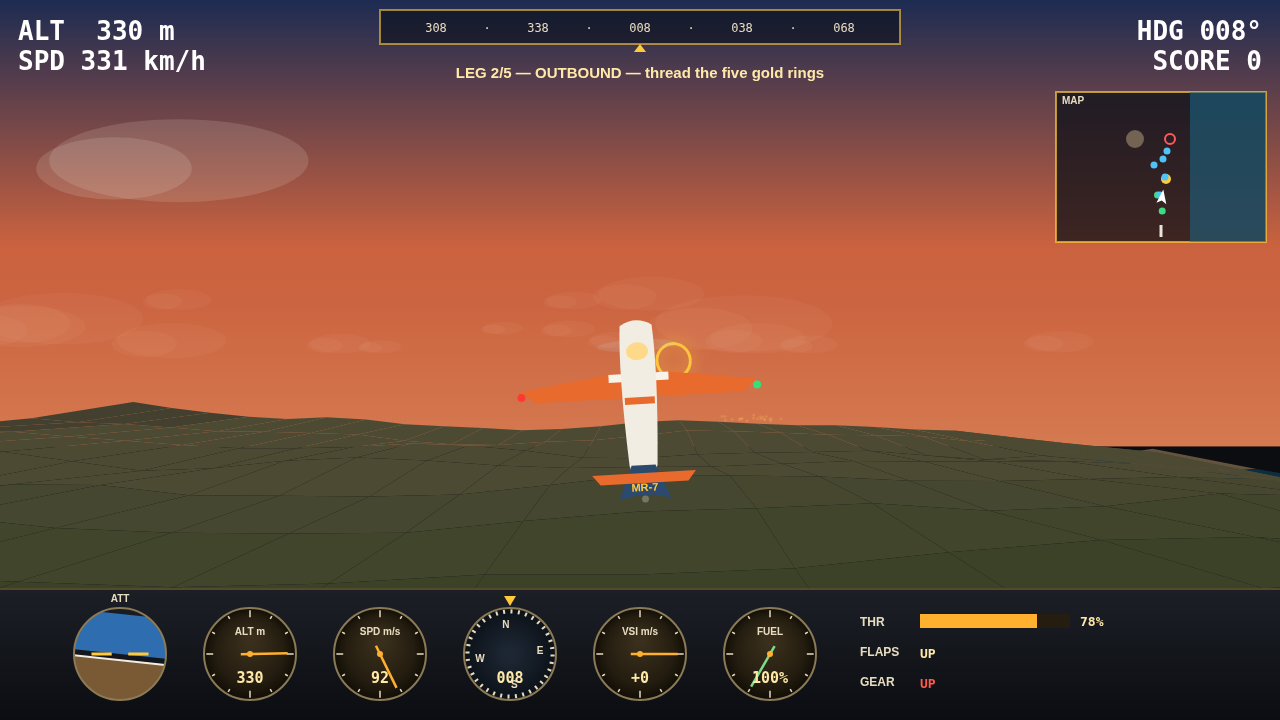 ALT 330 m
SPD 331 km/h
308 · 338 · 008 · 038 · 068
HDG 008°
SCORE 0
LEG 2/5 — OUTBOUND — thread the five gold rings
MAP
MR-7
ATT
ALT m
330
SPD m/s
92
N
E
S
W
008
VSI m/s
+0
FUEL
100%
THR 78%
FLAPS UP
GEAR UP